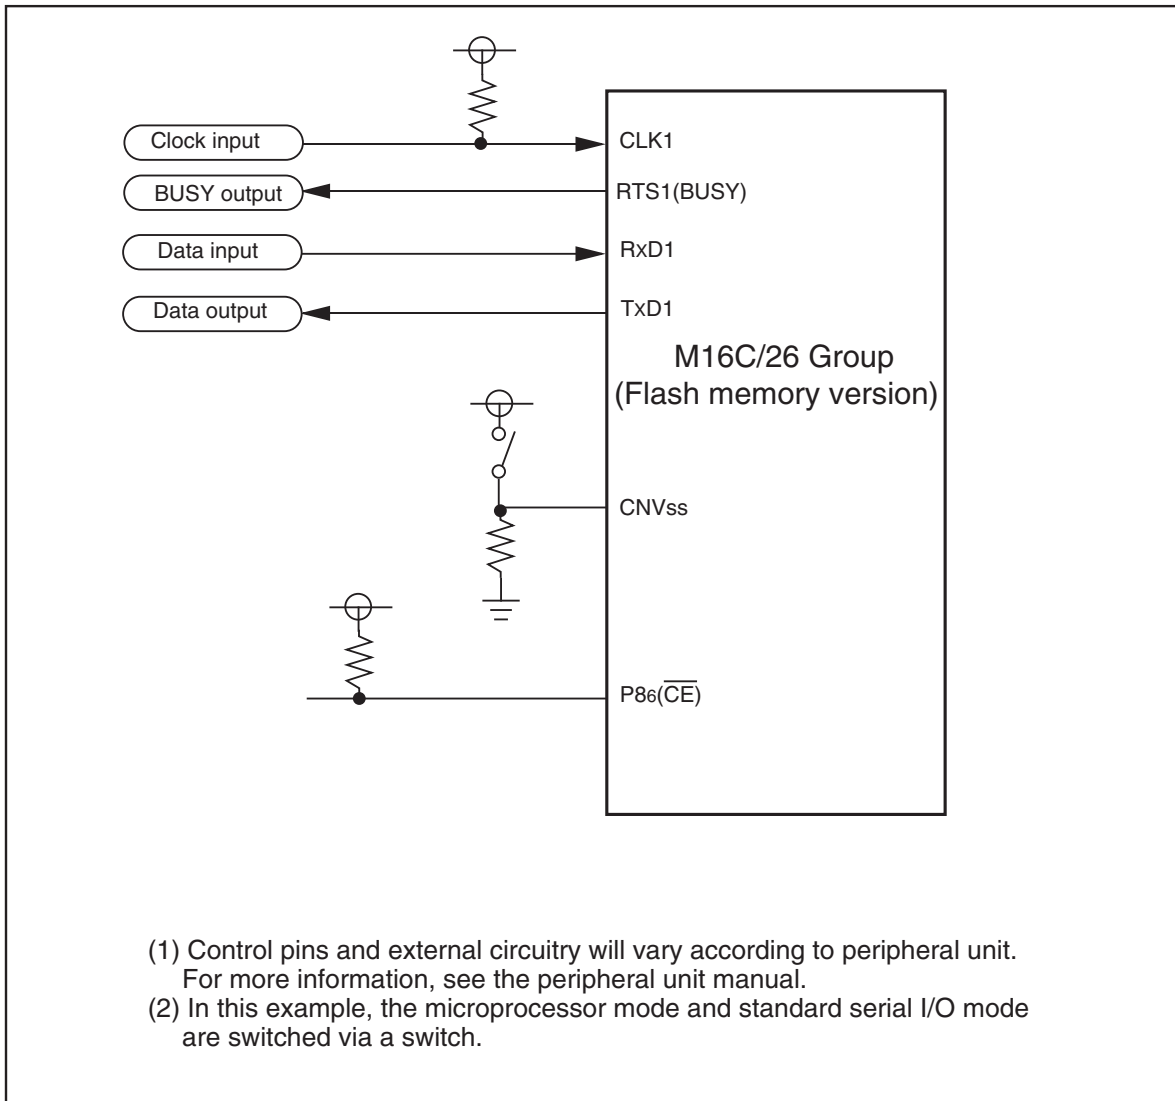 Clock input
CLK1
BUSY output
RTS1(BUSY)
Data input
RxD1
Data output
TxD1
M16C/26 Group
(Flash memory version)
CNVss
P86(CE)
(1) Control pins and external circuitry will vary according to peripheral unit.
For more information, see the peripheral unit manual.
(2) In this example, the microprocessor mode and standard serial I/O mode
are switched via a switch.